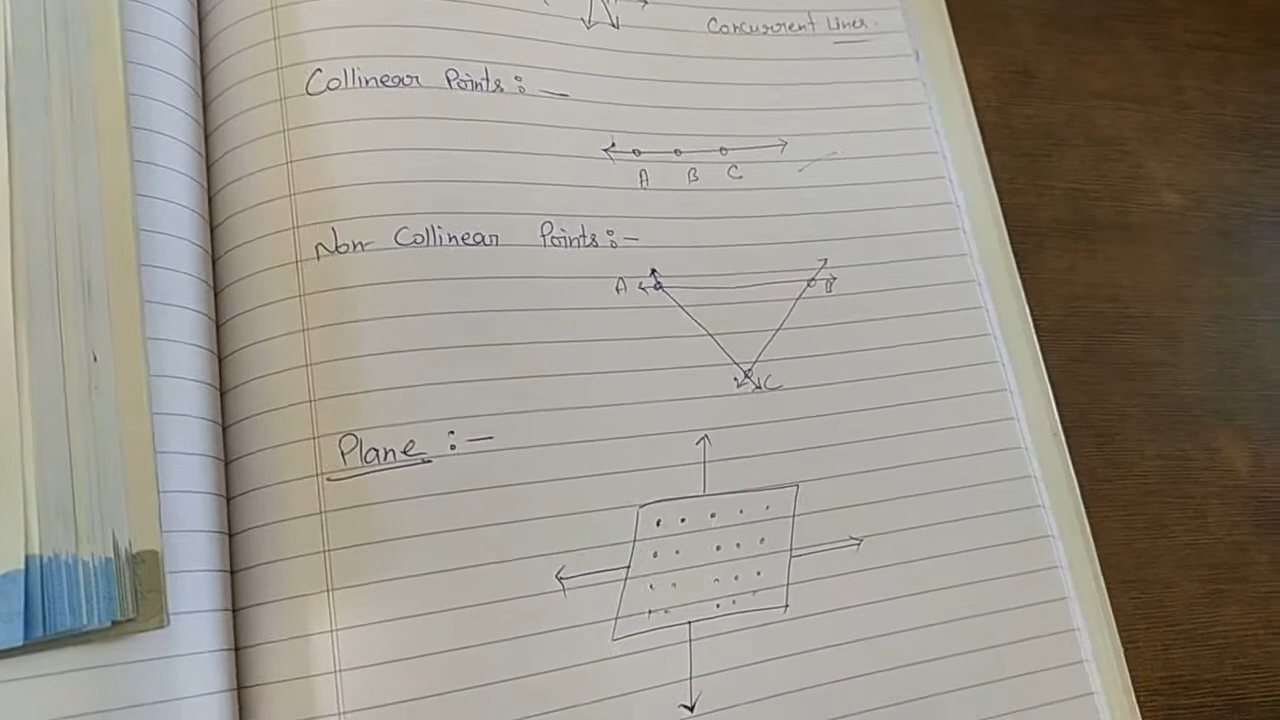 Concurrent Lines.
Collinear Points :-
A B C
Non Collinear Points :-
A B
C
Plane :-